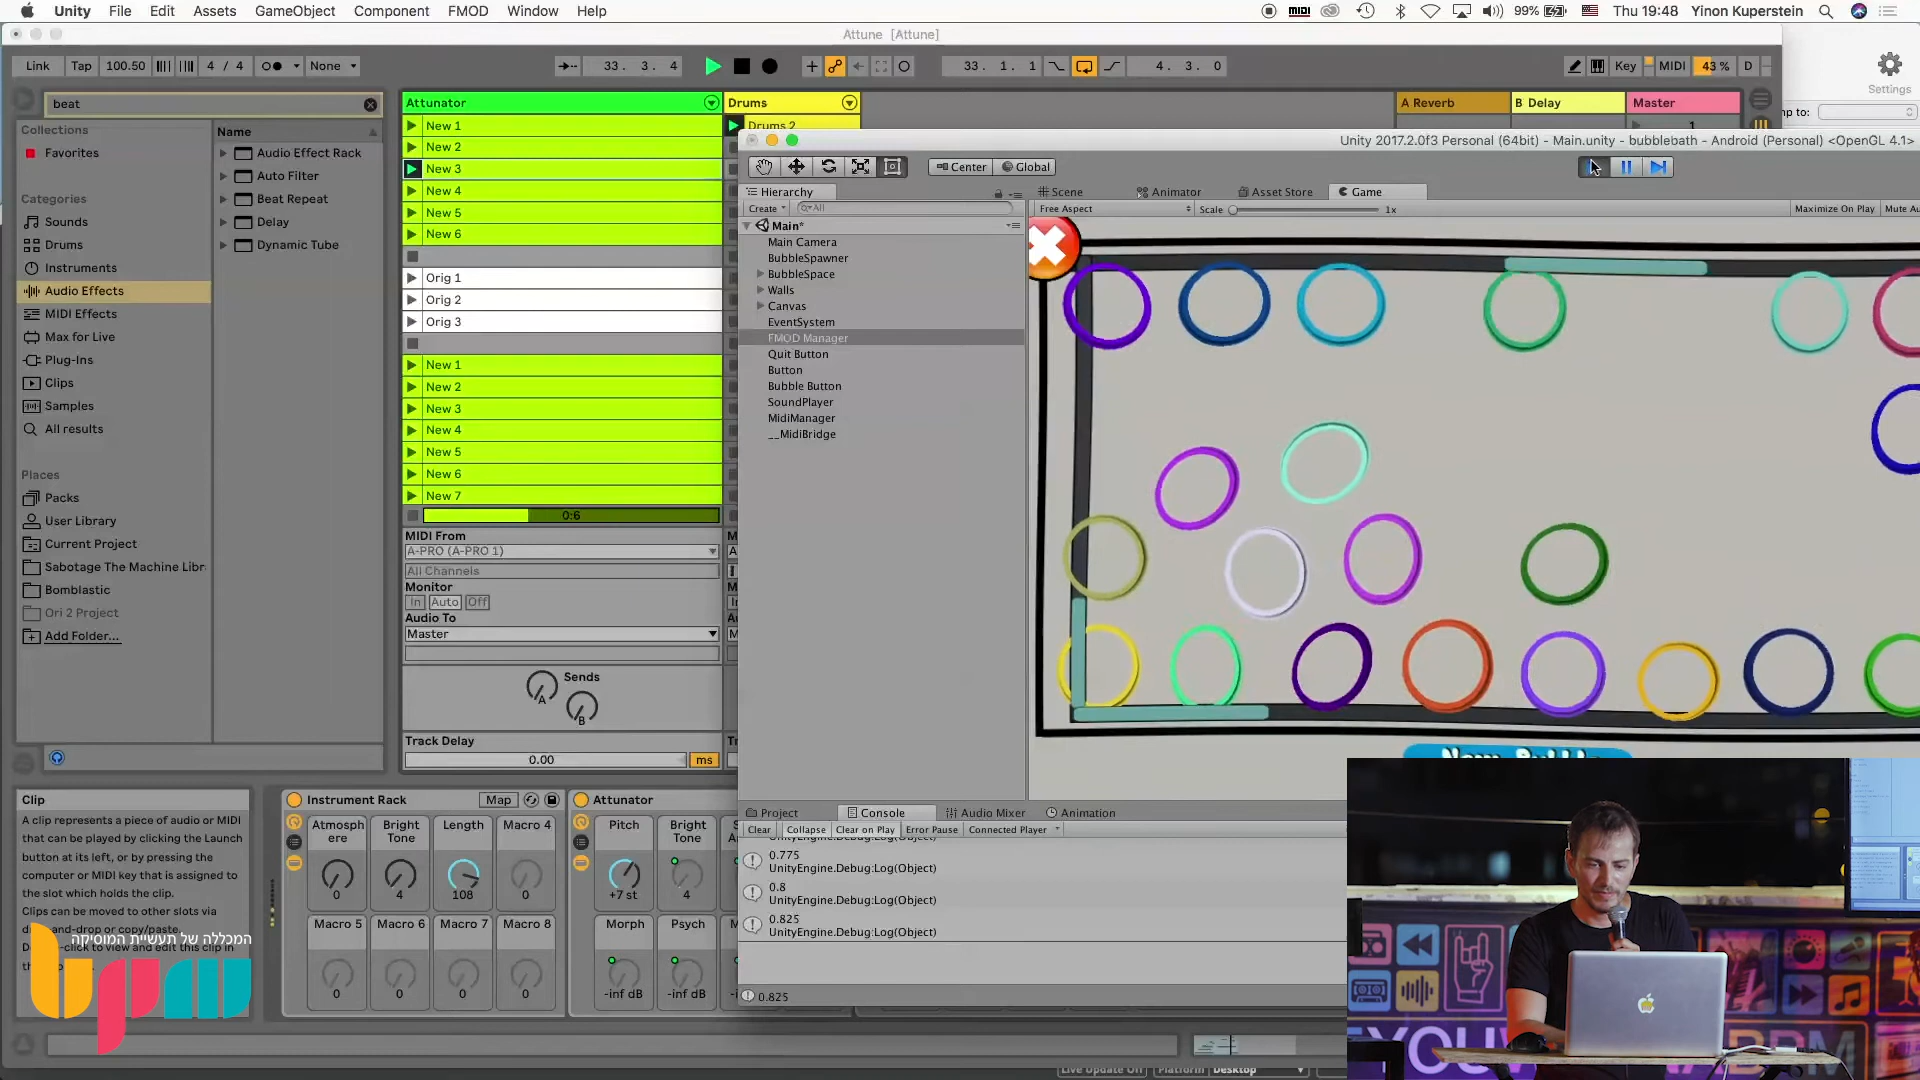 Unity File Edit Assets GameObject Component FMOD Window Help
99% Thu 19:48 Yinon Kuperstein
Attune [Attune]
Link Tap 100.50 4 / 4 None 33. 3. 4 33. 1. 1 4. 3. 0 Key MIDI 43 % D
Settings
beat
Collections
Favorites
Categories
Sounds
Drums
Instruments
Audio Effects
MIDI Effects
Max for Live
Plug-Ins
Clips
Samples
All results
Places
Packs
User Library
Current Project
Sabotage The Machine Libr
Bomblastic
Ori 2 Project
Add Folder...
Name
Audio Effect Rack
Auto Filter
Beat Repeat
Delay
Dynamic Tube
Attunator
New 1
New 2
New 3
New 4
New 5
New 6
Orig 1
Orig 2
Orig 3
New 1
New 2
New 3
New 4
New 5
New 6
New 7
0:6
MIDI From
A-PRO (A-PRO 1)
All Channels
Monitor
In Auto Off
Audio To
Master
Sends
A
B
Track Delay
0.00 ms
Drums
Drums 2
A Reverb B Delay Master
1
Unity 2017.2.0f3 Personal (64bit) - Main.unity - bubblebath - Android (Personal) <OpenGL 4.1>
Center Global
Hierarchy
Create All
Main*
Main Camera
BubbleSpawner
BubbleSpace
Walls
Canvas
EventSystem
FMOD Manager
Quit Button
Button
Bubble Button
SoundPlayer
MidiManager
__MidiBridge
Scene Animator Asset Store Game
Free Aspect Scale 1x Maximize On Play Mute Au
Project Console Audio Mixer Animation
Clear Collapse Clear on Play Error Pause Connected Player
UnityEngine.Debug:Log(Object)
0.775
UnityEngine.Debug:Log(Object)
0.8
UnityEngine.Debug:Log(Object)
0.825
UnityEngine.Debug:Log(Object)
0.825
Clip
A clip represents a piece of audio or MIDI
that can be played by clicking the Launch
button at its left, or by pressing the
computer or MIDI key that is assigned to
the slot which holds the clip.
Clips can be moved to other slots via
המכללה של תעשיית המוסיקה
bpm
Instrument Rack Map
Atmosph
ere
Bright
Tone
Length
Macro 4
0 4 108 0
Macro 5 Macro 6 Macro 7 Macro 8
0 0 0 0
Attunator
Pitch
Bright
Tone
+7 st 4
Morph Psych
-inf dB -inf dB
Live Update Off Platform Desktop